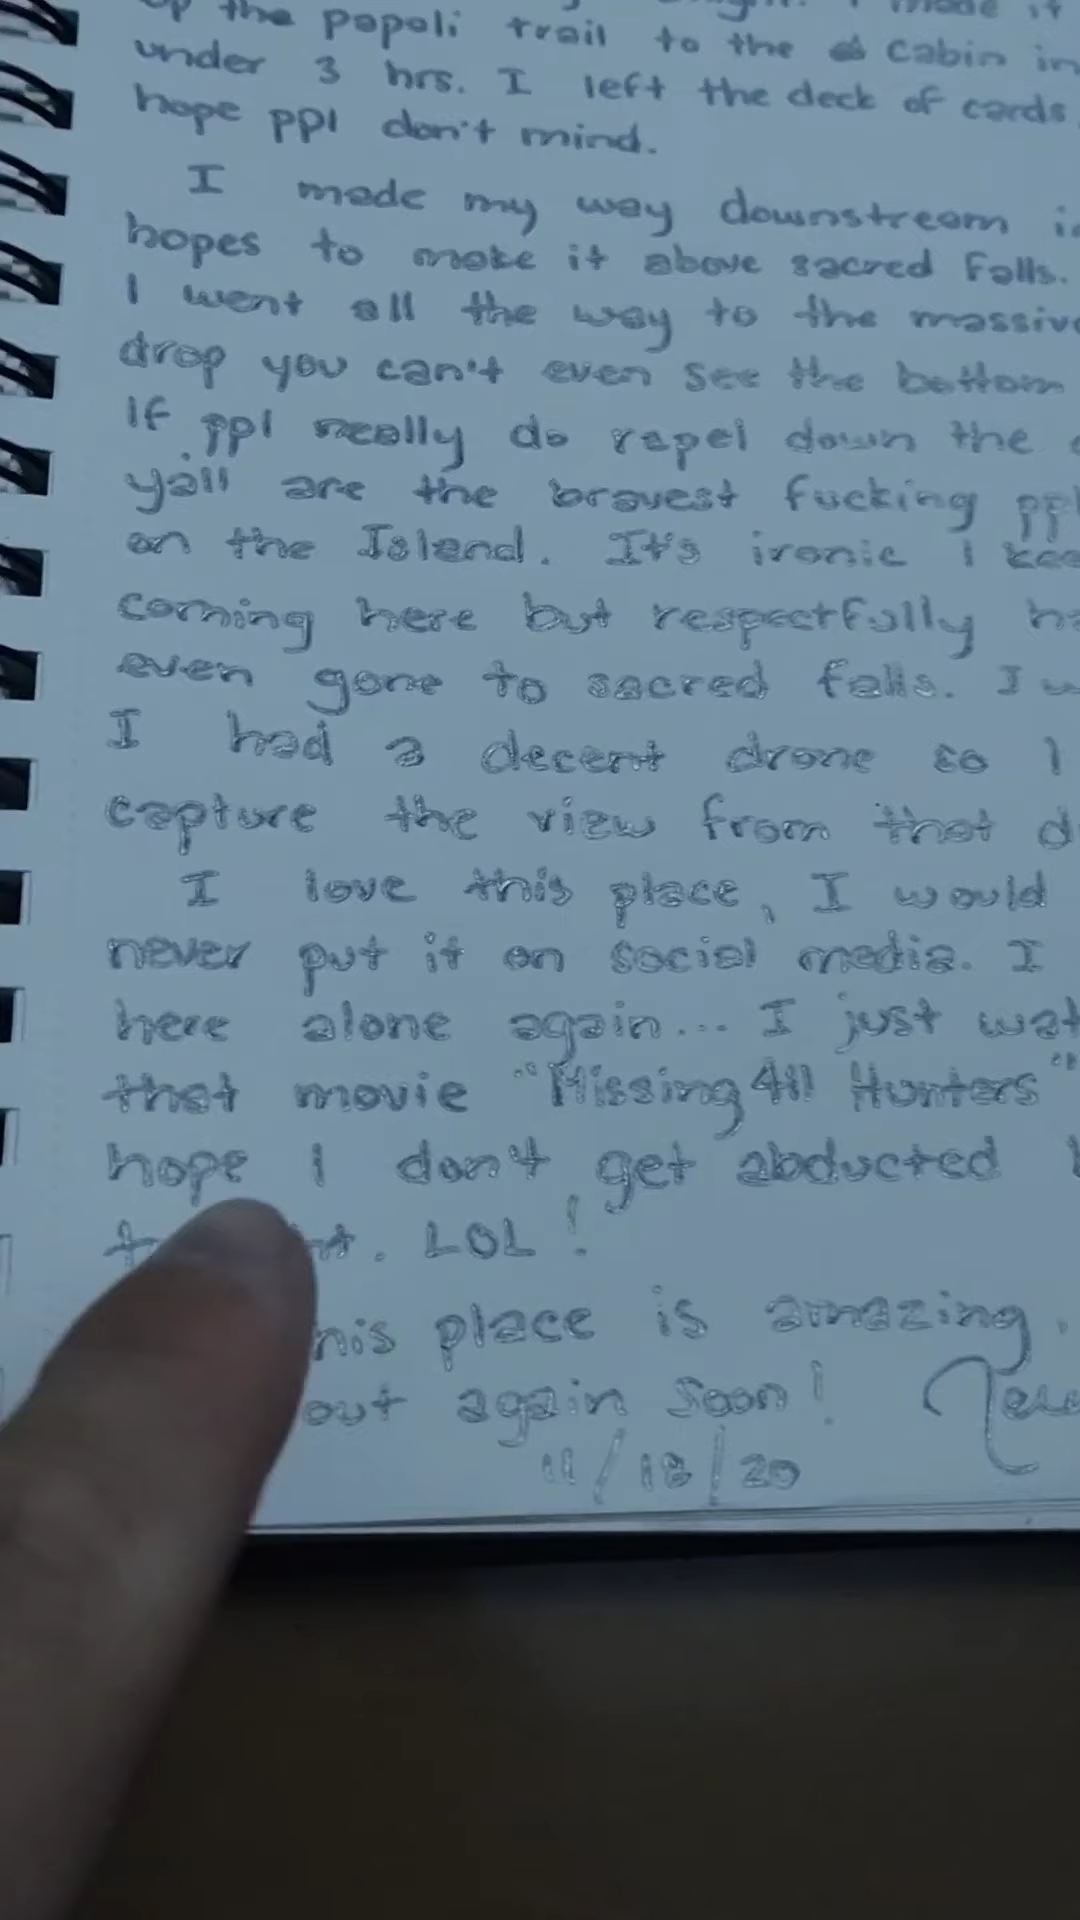 up the papali trail to the cabin in
under 3 hrs. I left the deck of cards
hope ppl don't mind.
I made my way downstream
hopes to make it above sacred falls.
I went all the way to the massive
drop you can't even see the bottom
If ppl really do repel down the
y'all are the bravest fucking ppl
on the Island. It's ironic I
coming here but respectfully
even gone to sacred falls. I
I had a decent drone so I
capture the view from that
I love this place, I would
never put it on social media. I
here alone again... I just
that movie "Missing 411 Hunters"
hope I don't get abducted
LOL!
place is amazing.
out again soon!
11/18/20